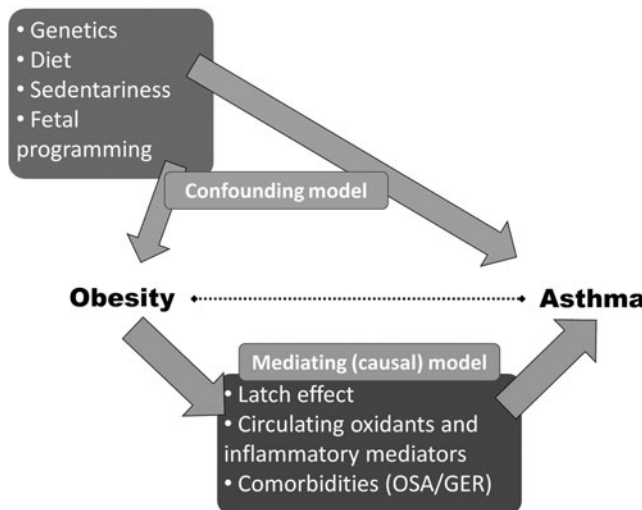 • Genetics
• Diet
• Sedentariness
• Fetal
programming
Confounding model
Obesity
Asthma
Mediating (causal) model
• Latch effect
• Circulating oxidants and
inflammatory mediators
• Comorbidities (OSA/GER)